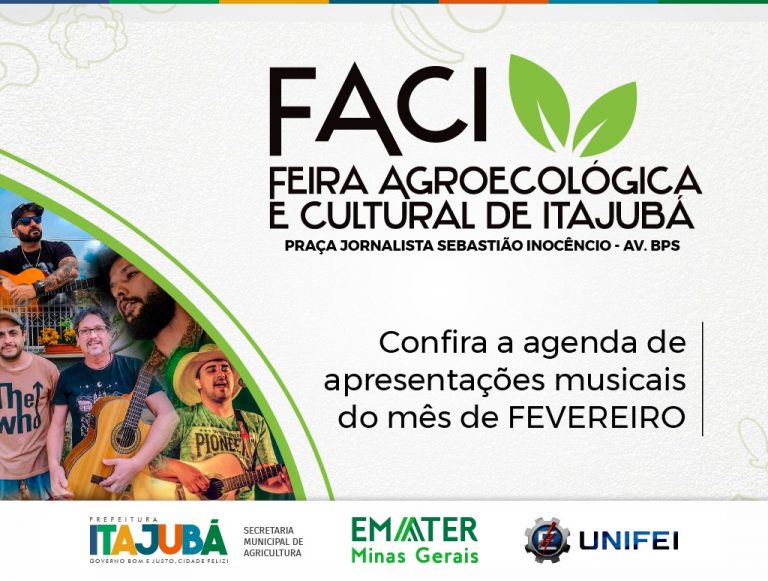 FACI
FEIRA AGROECOLÓGICA
E CULTURAL DE ITAJUBÁ
PRAÇA JORNALISTA SEBASTIÃO INOCÊNCIO - AV. BPS
Confira a agenda de
apresentações musicais
do mês de FEVEREIRO
The
Who
PIONEER
PREFEITURA
ITAJUBÁ
GOVERNO BOM E JUSTO, CIDADE FELIZ!
SECRETARIA
MUNICIPAL DE
AGRICULTURA
EMATER
Minas Gerais
UNIFEI